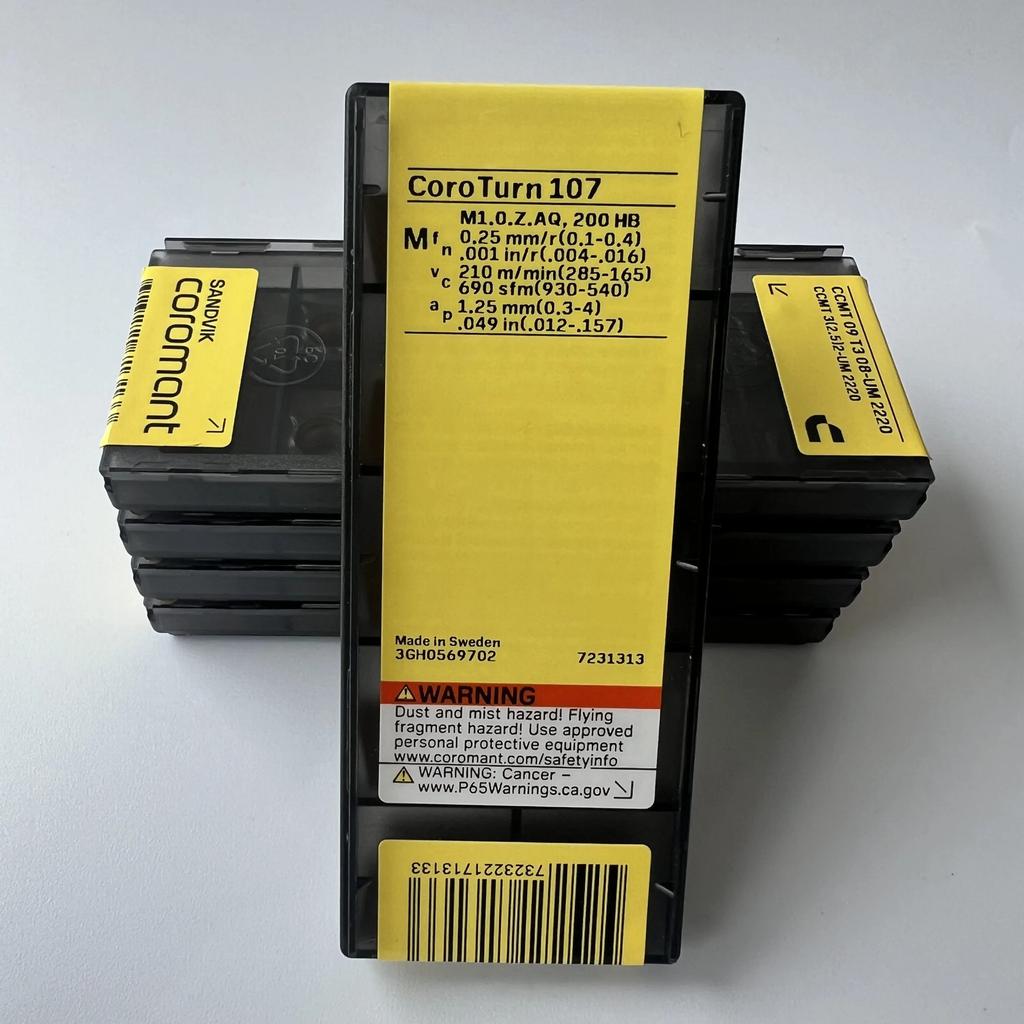 CoroTurn 107
M1.0.Z.AQ, 200 HB
M fn 0.25 mm/r(0.1-0.4)
.001 in/r(.004-.016)
vc 210 m/min(285-165)
690 sfm(930-540)
ap 1.25 mm(0.3-4)
.049 in(.012-.157)
SANDVIK
coromant
CCMT 09 T3 08-UM 2220
CCMT 3(2,5)2-UM 2220
Made in Sweden
3GH0569702 7231313
WARNING
Dust and mist hazard! Flying
fragment hazard! Use approved
personal protective equipment
www.coromant.com/safetyinfo
WARNING: Cancer –
www.P65Warnings.ca.gov
7323221713133